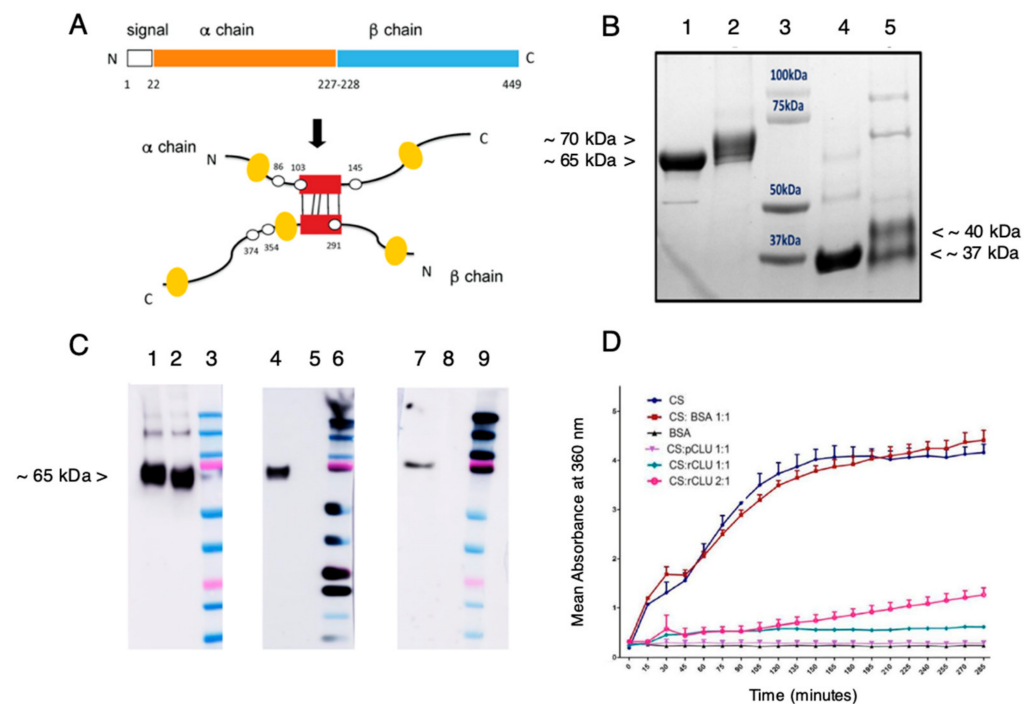 A
signal α chain β chain
N C
1 22 227-228 449
α chain N C
86 103 145
374 354 291
N
C β chain
B
1 2 3 4 5
100kDa
75kDa
~ 70 kDa >
~ 65 kDa >
50kDa
37kDa
< ~ 40 kDa
< ~ 37 kDa
C
1 2 3 4 5 6 7 8 9
~ 65 kDa >
D
CS
CS: BSA 1:1
BSA
CS:pCLU 1:1
CS:rCLU 1:1
CS:rCLU 2:1
Mean Absorbance at 360 nm
5
4
3
2
1
0
0 15 30 45 60 75 90 105 120 135 130 165 180 195 210 225 240 255 270 285
Time (minutes)